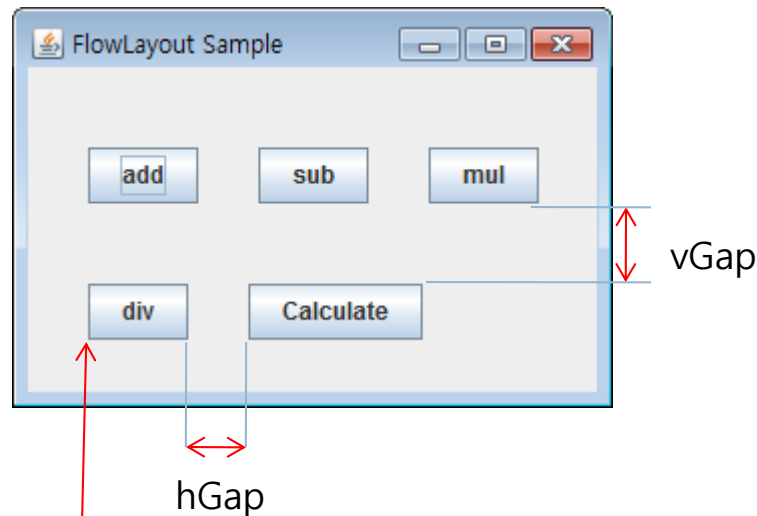 FlowLayout Sample
add
sub
mul
vGap
div
Calculate
hGap